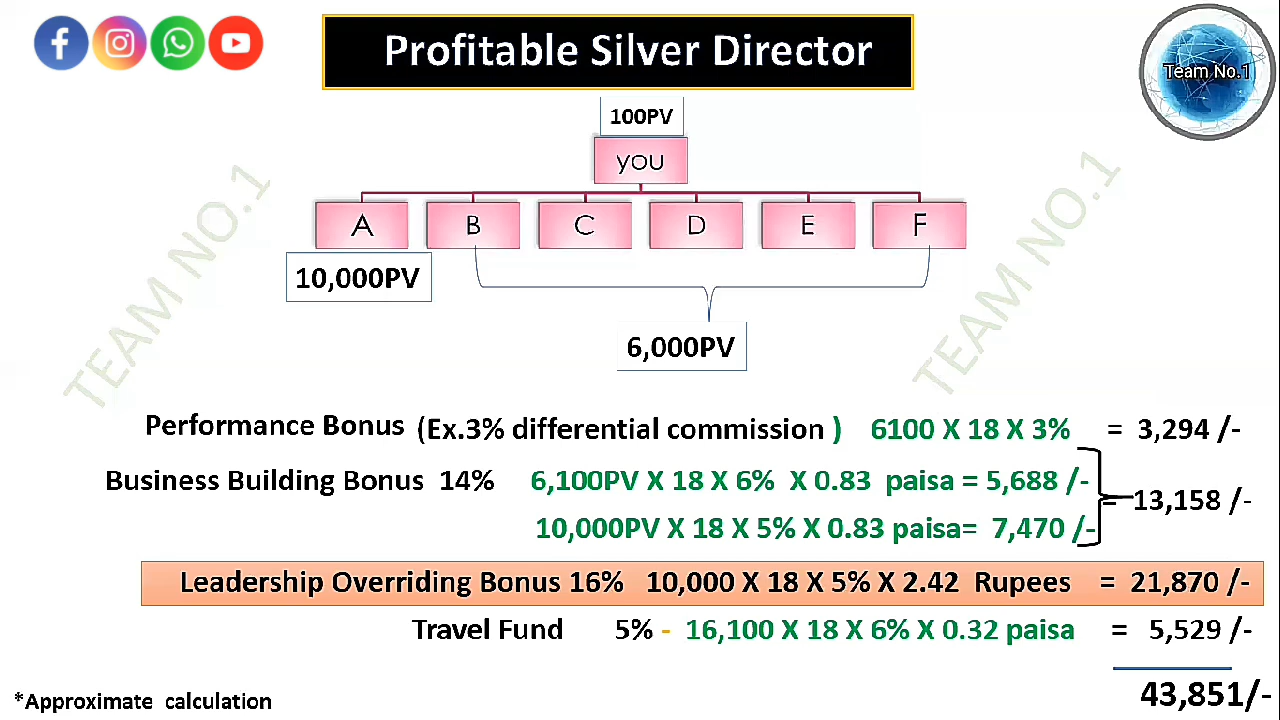 Profitable Silver Director
Team No.1
100PV
you
A B C D E F
10,000PV
6,000PV
TEAM NO.1
TEAM NO.1
Performance Bonus (Ex.3% differential commission ) 6100 X 18 X 3% = 3,294 /-
Business Building Bonus 14% 6,100PV X 18 X 6% X 0.83 paisa = 5,688 /-
= 13,158 /-
10,000PV X 18 X 5% X 0.83 paisa= 7,470 /-
Leadership Overriding Bonus 16% 10,000 X 18 X 5% X 2.42 Rupees = 21,870 /-
Travel Fund 5% - 16,100 X 18 X 6% X 0.32 paisa = 5,529 /-
43,851/-
*Approximate calculation